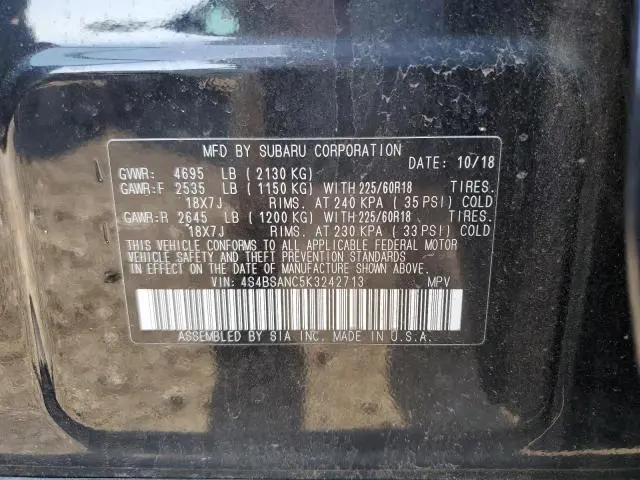 MFD BY SUBARU CORPORATION
DATE: 10/18
GVWR: 4695 LB (2130 KG)
GAWR:F 2535 LB (1150 KG) WITH 225/60R18 TIRES.
18X7J RIMS. AT 240 KPA (35 PSI) COLD
GAWR:R 2645 LB (1200 KG) WITH 225/60R18 TIRES.
18X7J RIMS. AT 230 KPA (33 PSI) COLD
THIS VEHICLE CONFORMS TO ALL APPLICABLE FEDERAL MOTOR
VEHICLE SAFETY AND THEFT PREVENTION STANDARDS
IN EFFECT ON THE DATE OF MANUFACTURE SHOWN ABOVE.
VIN: 4S4BSANC5K3242713 MPV
ASSEMBLED BY SIA INC. MADE IN U.S.A.